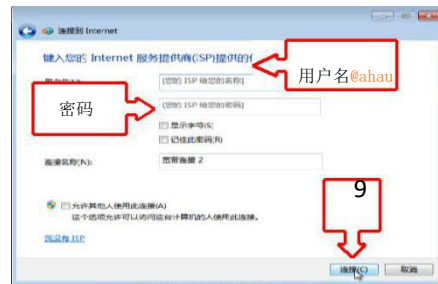 连接到 Internet
键入您的 Internet 服务提供商(ISP)提供的
用户名@ahau
[您的 ISP 给您的名称]
密码
[您的 ISP 给您的密码]
显示字符(S)
记住此密码(R)
连接名称(N):
宽带连接 2
允许其他人使用此连接(A)
这个选项允许可以访问这台计算机的人使用此连接。
我没有 ISP
9
连接(C)
取消